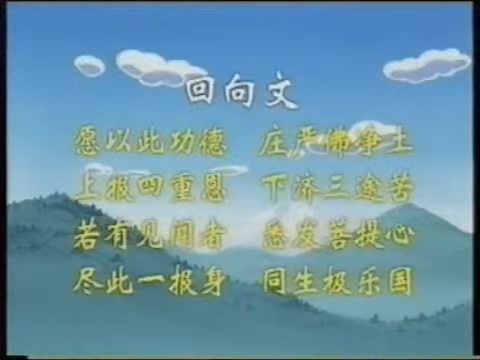 回向文
愿以此功德 庄严佛净土
上报四重恩 下济三途苦
若有见闻者 悉发菩提心
尽此一报身 同生极乐国